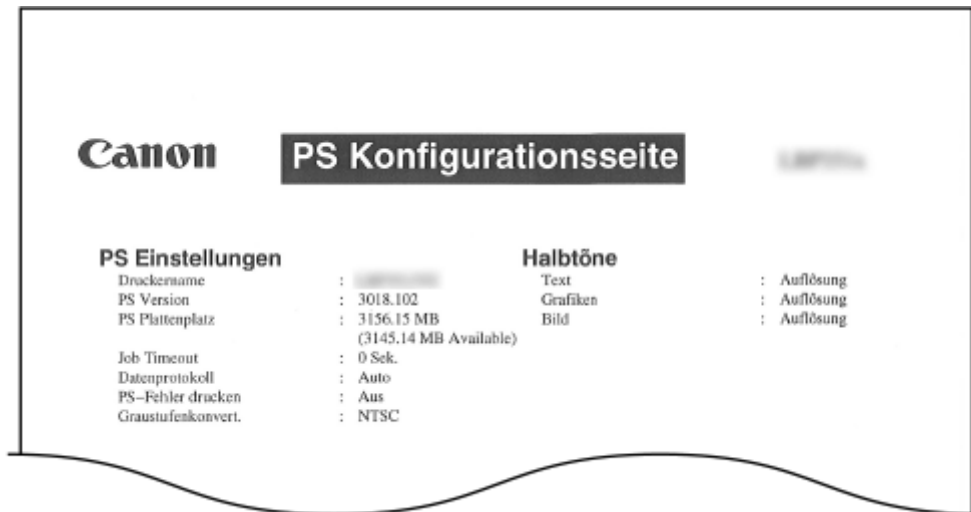 Canon PS Konfigurationsseite
PS Einstellungen
Druckername :
PS Version : 3018.102
PS Plattenplatz : 3156.15 MB
(3145.14 MB Available)
Job Timeout : 0 Sek.
Datenprotokoll : Auto
PS-Fehler drucken : Aus
Graustufenkonvert. : NTSC
Halbtöne
Text : Auflösung
Grafiken : Auflösung
Bild : Auflösung